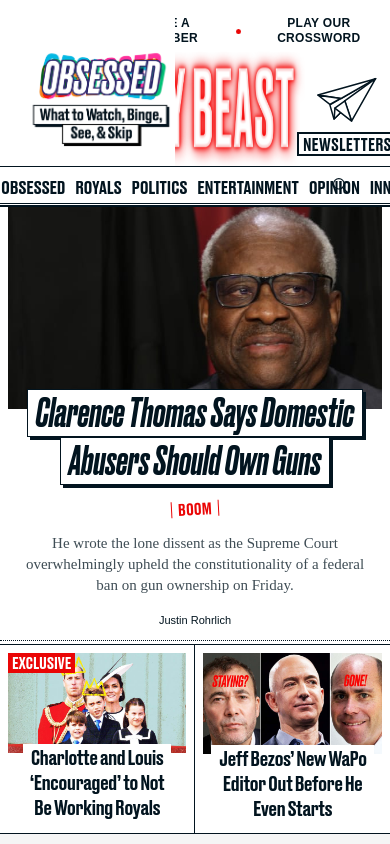 E A
BER
PLAY OUR
CROSSWORD
OBSESSED
What to Watch, Binge,
See, & Skip
Y BEAST
NEWSLETTERS
OBSESSED ROYALS POLITICS ENTERTAINMENT OPINION INN
Clarence Thomas Says Domestic
Abusers Should Own Guns
BOOM
He wrote the lone dissent as the Supreme Court
overwhelmingly upheld the constitutionality of a federal
ban on gun ownership on Friday.
Justin Rohrlich
EXCLUSIVE
Charlotte and Louis
‘Encouraged’ to Not
Be Working Royals
STAYING?
GONE!
Jeff Bezos’ New WaPo
Editor Out Before He
Even Starts